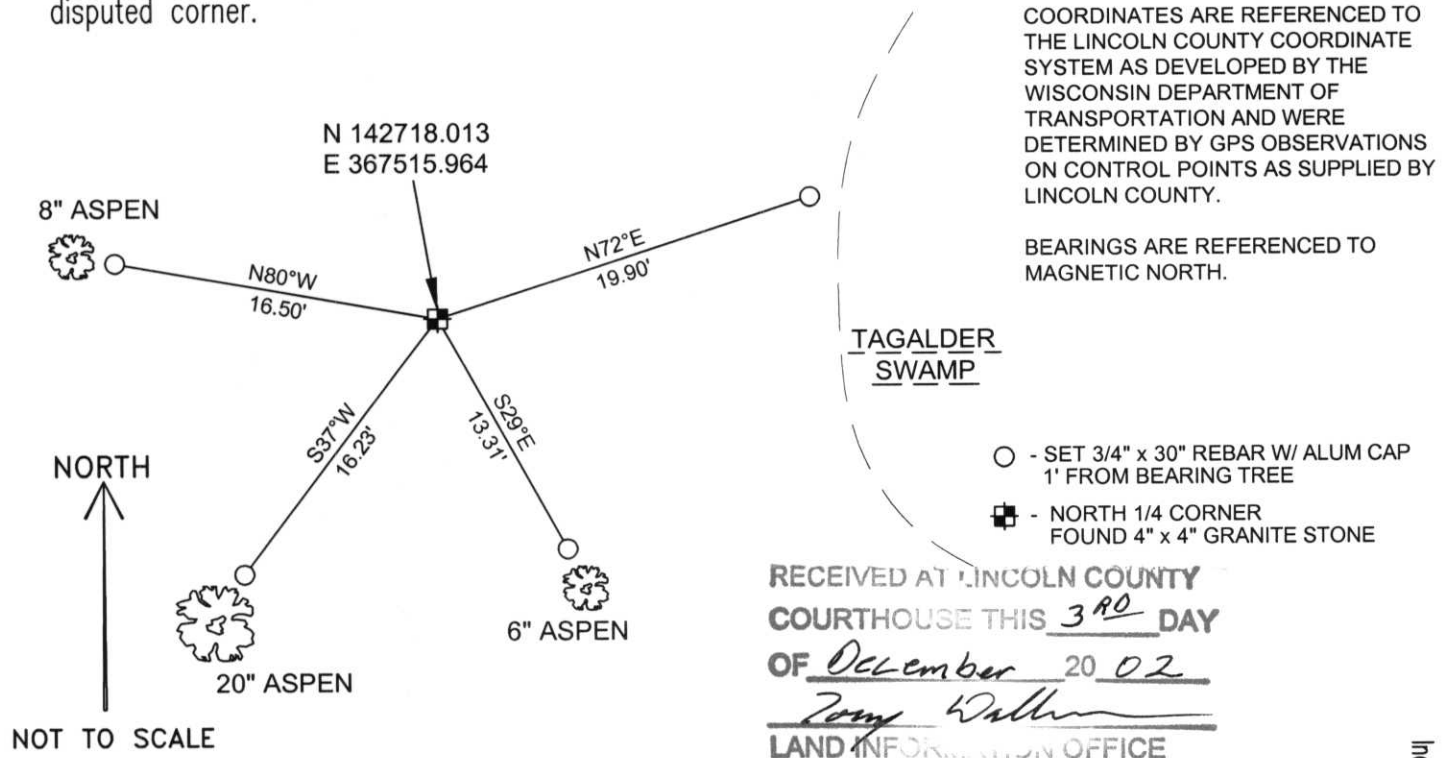 disputed corner.
COORDINATES ARE REFERENCED TO
THE LINCOLN COUNTY COORDINATE
SYSTEM AS DEVELOPED BY THE
WISCONSIN DEPARTMENT OF
TRANSPORTATION AND WERE
DETERMINED BY GPS OBSERVATIONS
ON CONTROL POINTS AS SUPPLIED BY
LINCOLN COUNTY.
BEARINGS ARE REFERENCED TO
MAGNETIC NORTH.
N 142718.013
E 367515.964
8" ASPEN
N80°W
16.50'
N72°E
19.90'
TAGALDER
SWAMP
S37°W
16.23'
S29°E
13.31'
NORTH
20" ASPEN
6" ASPEN
NOT TO SCALE
- SET 3/4" x 30" REBAR W/ ALUM CAP
1' FROM BEARING TREE
- NORTH 1/4 CORNER
FOUND 4" x 4" GRANITE STONE
RECEIVED AT LINCOLN COUNTY
COURTHOUSE THIS 3RD DAY
OF December 20 02
Tony
LAND INFORMATION OFFICE